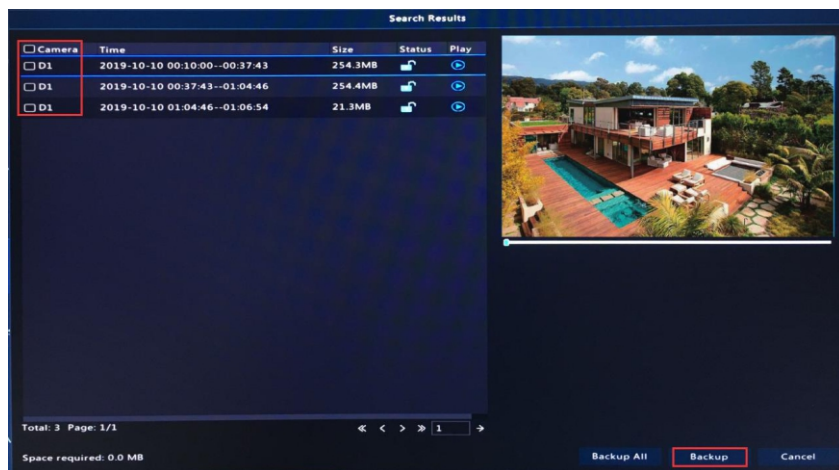 Search Results
Camera Time Size Status Play
D1 2019-10-10 00:10:00--00:37:43 254.3MB
D1 2019-10-10 00:37:43--01:04:46 254.4MB
D1 2019-10-10 01:04:46--01:06:54 21.3MB
Total: 3 Page: 1/1 1
Space required: 0.0 MB Backup All Backup Cancel